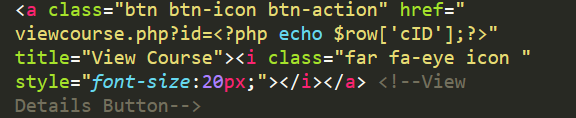 <a class="btn btn-icon btn-action" href="
viewcourse.php?id=<?php echo $row['cID'];?>"
title="View Course"><i class="far fa-eye icon "
style="font-size:20px;"></i></a> <!--View
Details Button-->